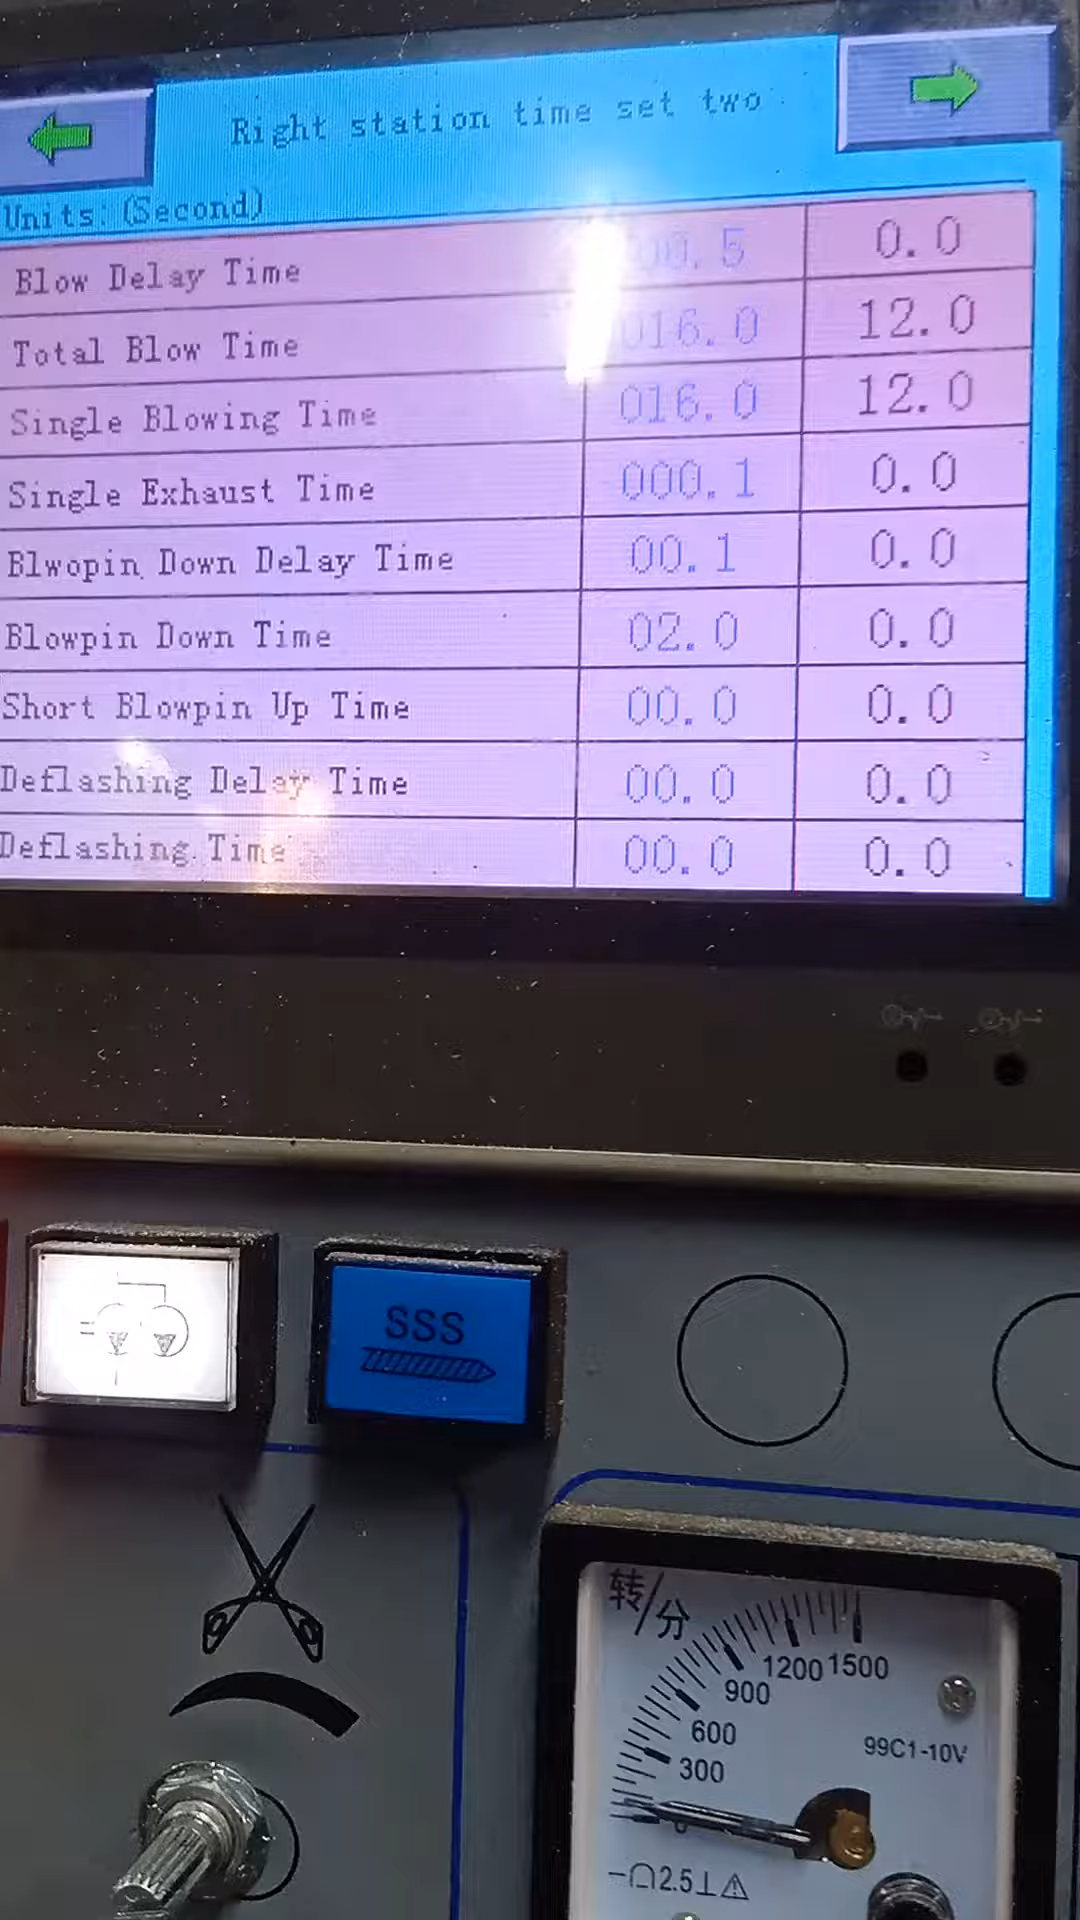 Right station time set two
Units:(Second)
Blow Delay Time 00.5 0.0
Total Blow Time 016.0 12.0
Single Blowing Time 016.0 12.0
Single Exhaust Time 000.1 0.0
Blwopin Down Delay Time 00.1 0.0
Blowpin Down Time 02.0 0.0
Short Blowpin Up Time 00.0 0.0
Deflashing Delay Time 00.0 0.0
Deflashing Time 00.0 0.0
SSS
转/分
1200 1500
900
600
300
0
99C1-10V
2.5